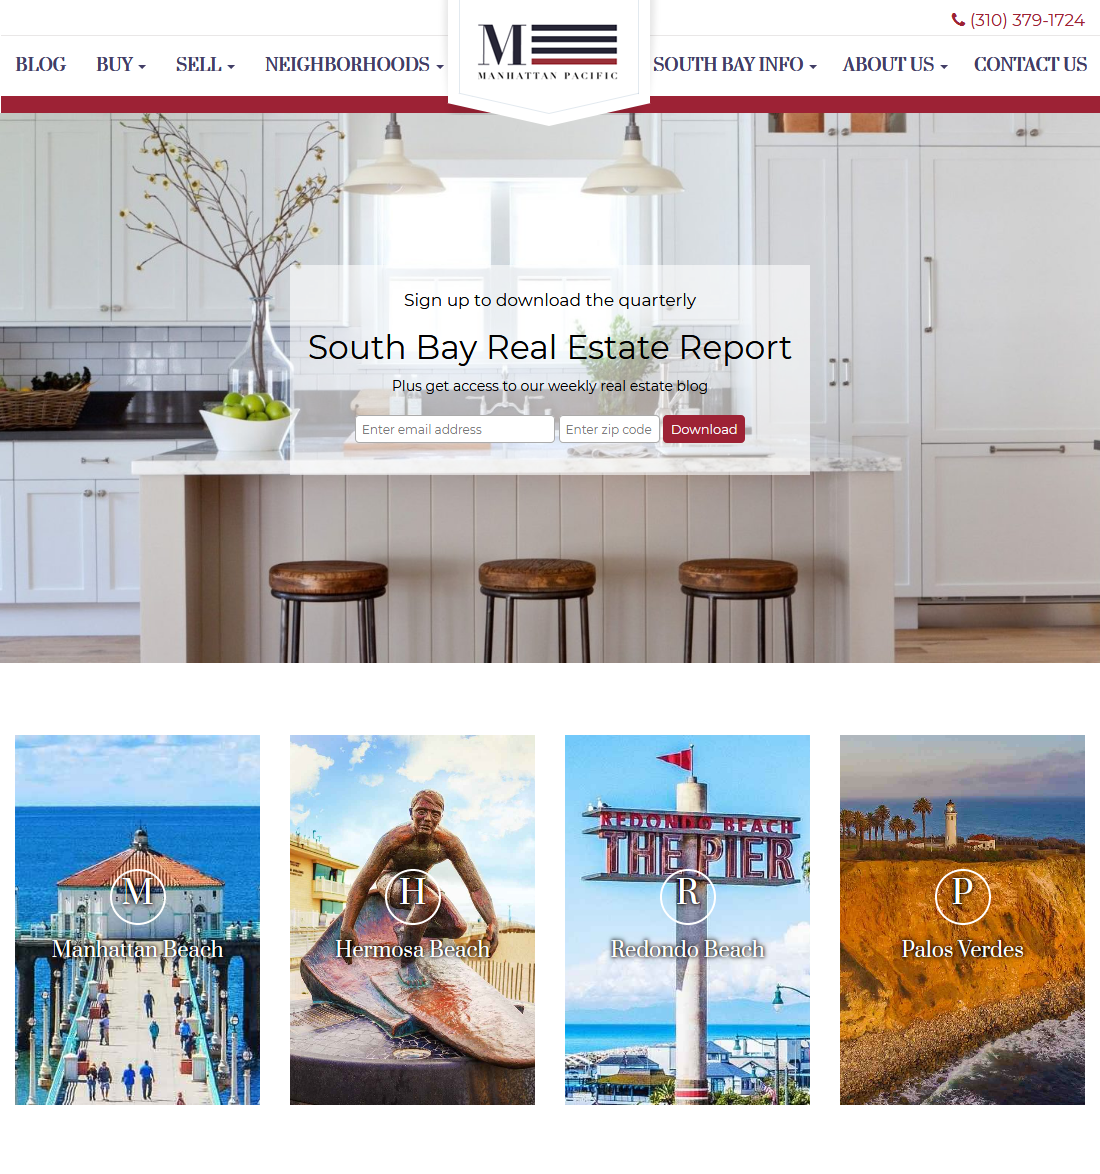 (310) 379-1724
BLOG BUY SELL NEIGHBORHOODS
M
MANHATTAN PACIFIC
SOUTH BAY INFO ABOUT US CONTACT US
Sign up to download the quarterly
South Bay Real Estate Report
Plus get access to our weekly real estate blog
Enter email address Enter zip code Download
M
Manhattan Beach
H
Hermosa Beach
REDONDO BEACH
THE PIER
R
Redondo Beach
P
Palos Verdes